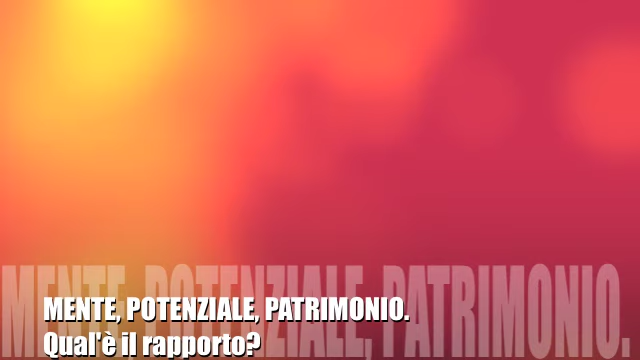 MENTE, POTENZIALE, PATRIMONIO.
MENTE, POTENZIALE, PATRIMONIO.
Qual'è il rapporto?